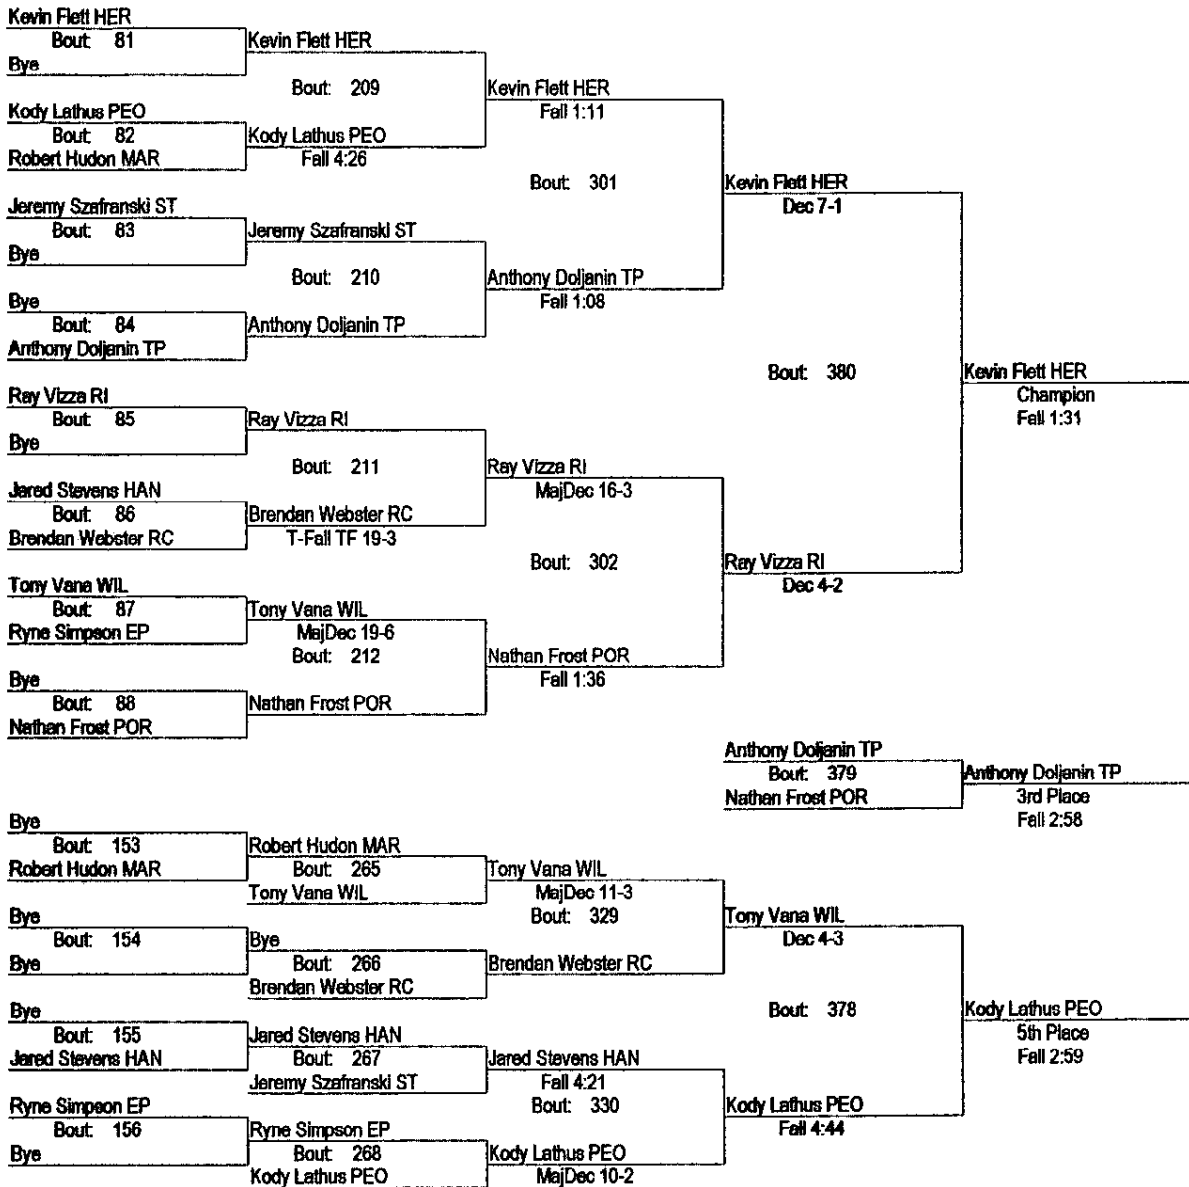 Kevin Flett HER
Bout: 81
Kevin Flett HER
Bye
Bout: 209
Kevin Flett HER
Fall 1:11
Kody Lathus PEO
Bout: 82
Kody Lathus PEO
Robert Hudon MAR
Fall 4:26
Bout: 301
Kevin Flett HER
Dec 7-1
Jeremy Szafranski ST
Bout: 83
Jeremy Szafranski ST
Bye
Bout: 210
Anthony Doljanin TP
Fall 1:08
Bye
Bout: 84
Anthony Doljanin TP
Anthony Doljanin TP
Bout: 380
Kevin Flett HER
Champion
Fall 1:31
Ray Vizza RI
Bout: 85
Ray Vizza RI
Bye
Bout: 211
Ray Vizza RI
MajDec 16-3
Jared Stevens HAN
Bout: 86
Brendan Webster RC
Brendan Webster RC
T-Fall TF 19-3
Bout: 302
Ray Vizza RI
Dec 4-2
Tony Vana WIL
Bout: 87
Tony Vana WIL
Ryne Simpson EP
MajDec 19-6
Bout: 212
Nathan Frost POR
Fall 1:36
Bye
Bout: 88
Nathan Frost POR
Nathan Frost POR
Anthony Doljanin TP
Bout: 379
Anthony Doljanin TP
Nathan Frost POR
3rd Place
Fall 2:58
Bye
Bout: 153
Robert Hudon MAR
Robert Hudon MAR
Bout: 265
Tony Vana WIL
Tony Vana WIL
MajDec 11-3
Bye
Bout: 329
Tony Vana WIL
Dec 4-3
Bout: 154
Bye
Bye
Bout: 266
Brendan Webster RC
Brendan Webster RC
Bye
Bout: 378
Kody Lathus PEO
5th Place
Fall 2:59
Bout: 155
Jared Stevens HAN
Jared Stevens HAN
Bout: 267
Jared Stevens HAN
Jeremy Szafranski ST
Fall 4:21
Ryne Simpson EP
Bout: 330
Kody Lathus PEO
Fall 4:44
Bout: 156
Ryne Simpson EP
Bye
Bout: 268
Kody Lathus PEO
Kody Lathus PEO
MajDec 10-2